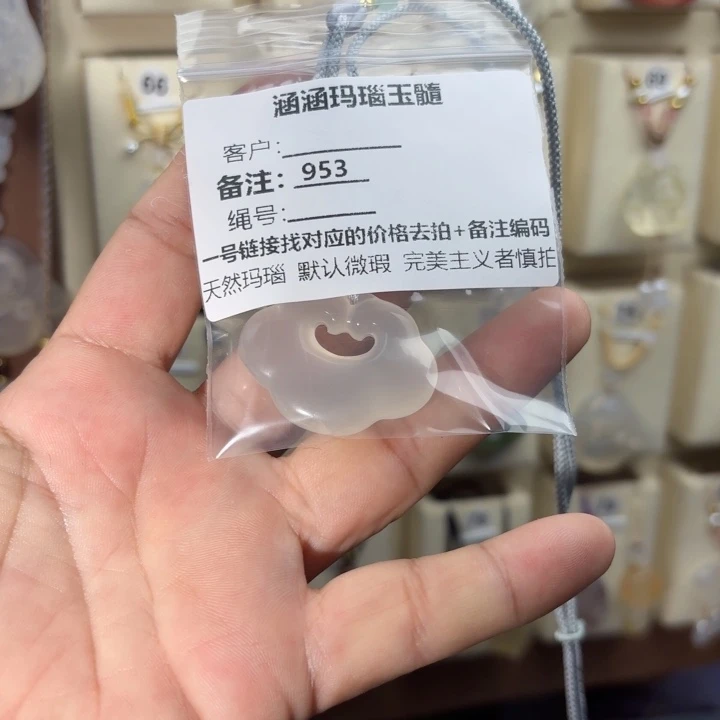 涵涵玛瑙玉髓
客户:
备注: 953
绳号:
一号链接找对应的价格去拍+备注编码
天然玛瑙 默认微瑕 完美主义者慎拍
66